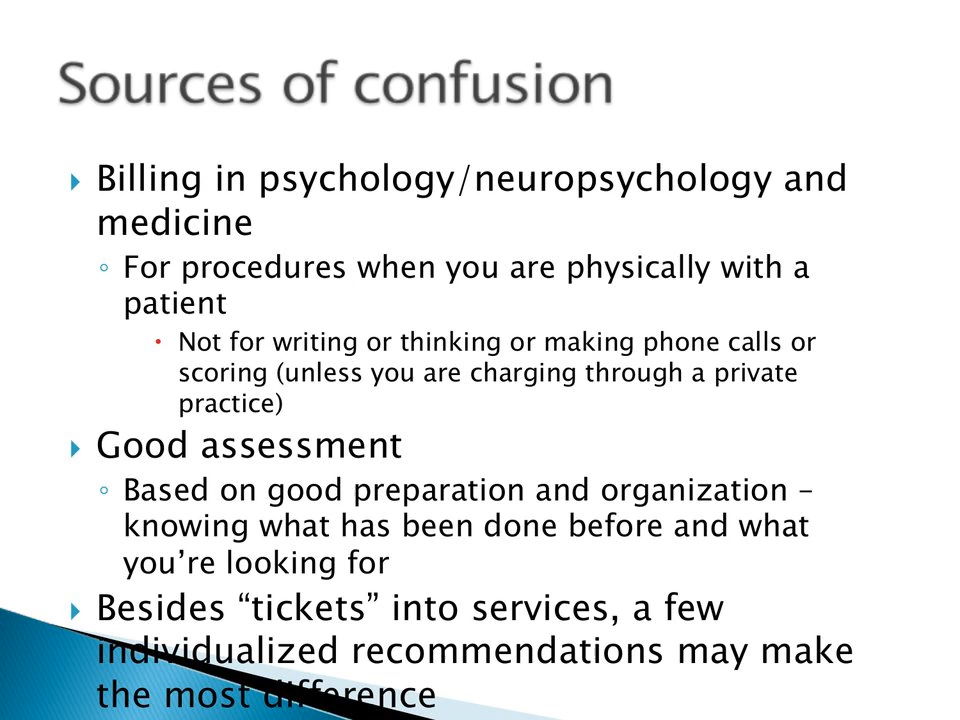 Sources of confusion
Billing in psychology/neuropsychology and
medicine
For procedures when you are physically with a
patient
Not for writing or thinking or making phone calls or
scoring (unless you are charging through a private
practice)
Good assessment
Based on good preparation and organization –
knowing what has been done before and what
you’re looking for
Besides “tickets” into services, a few
individualized recommendations may make
the most difference